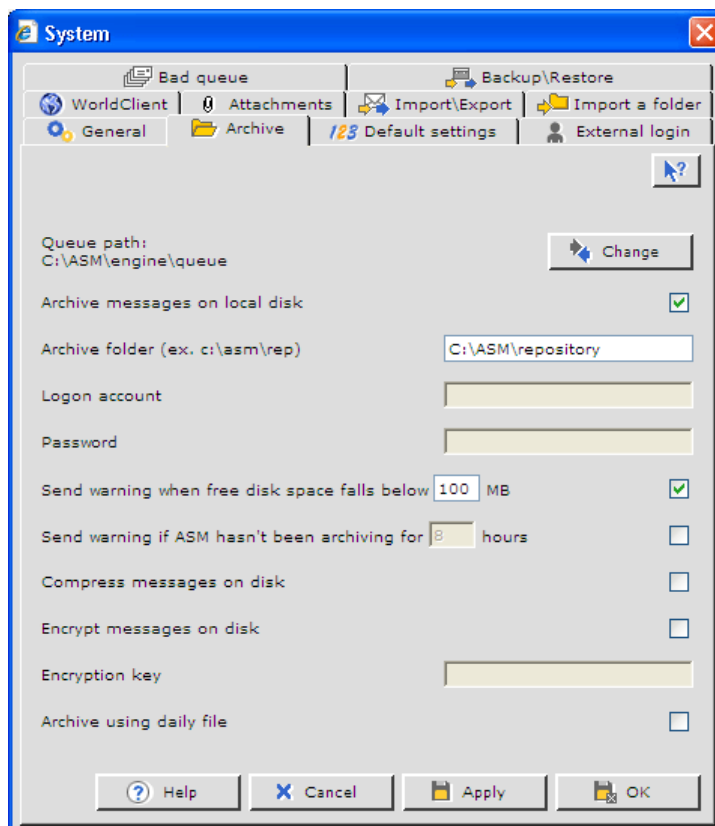 System
Bad queue
Backup\Restore
WorldClient
Attachments
Import\Export
Import a folder
General
Archive
123 Default settings
External login
?
Queue path:
C:\ASM\engine\queue
Change
Archive messages on local disk
Archive folder (ex. c:\asm\rep)
C:\ASM\repository
Logon account
Password
Send warning when free disk space falls below 100 MB
Send warning if ASM hasn't been archiving for 8 hours
Compress messages on disk
Encrypt messages on disk
Encryption key
Archive using daily file
? Help
Cancel
Apply
OK